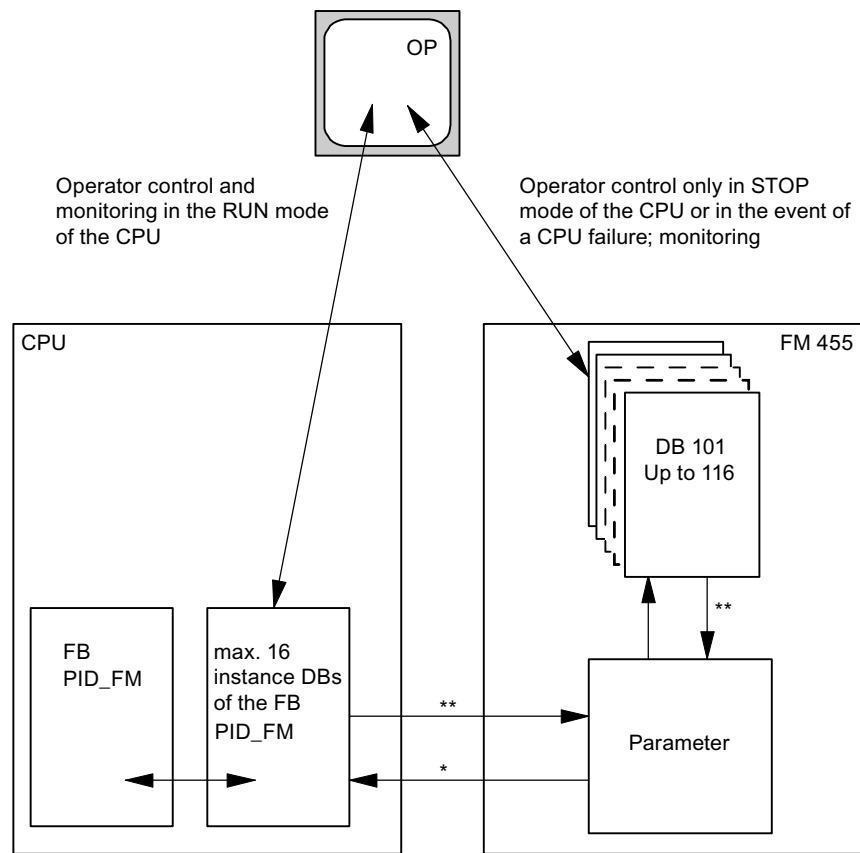 OP
Operator control and
monitoring in the RUN mode
of the CPU
Operator control only in STOP
mode of the CPU or in the event of
a CPU failure; monitoring
CPU
FM 455
DB 101
Up to 116
**
FB
PID_FM
max. 16
instance DBs
of the FB
PID_FM
**
*
Parameter